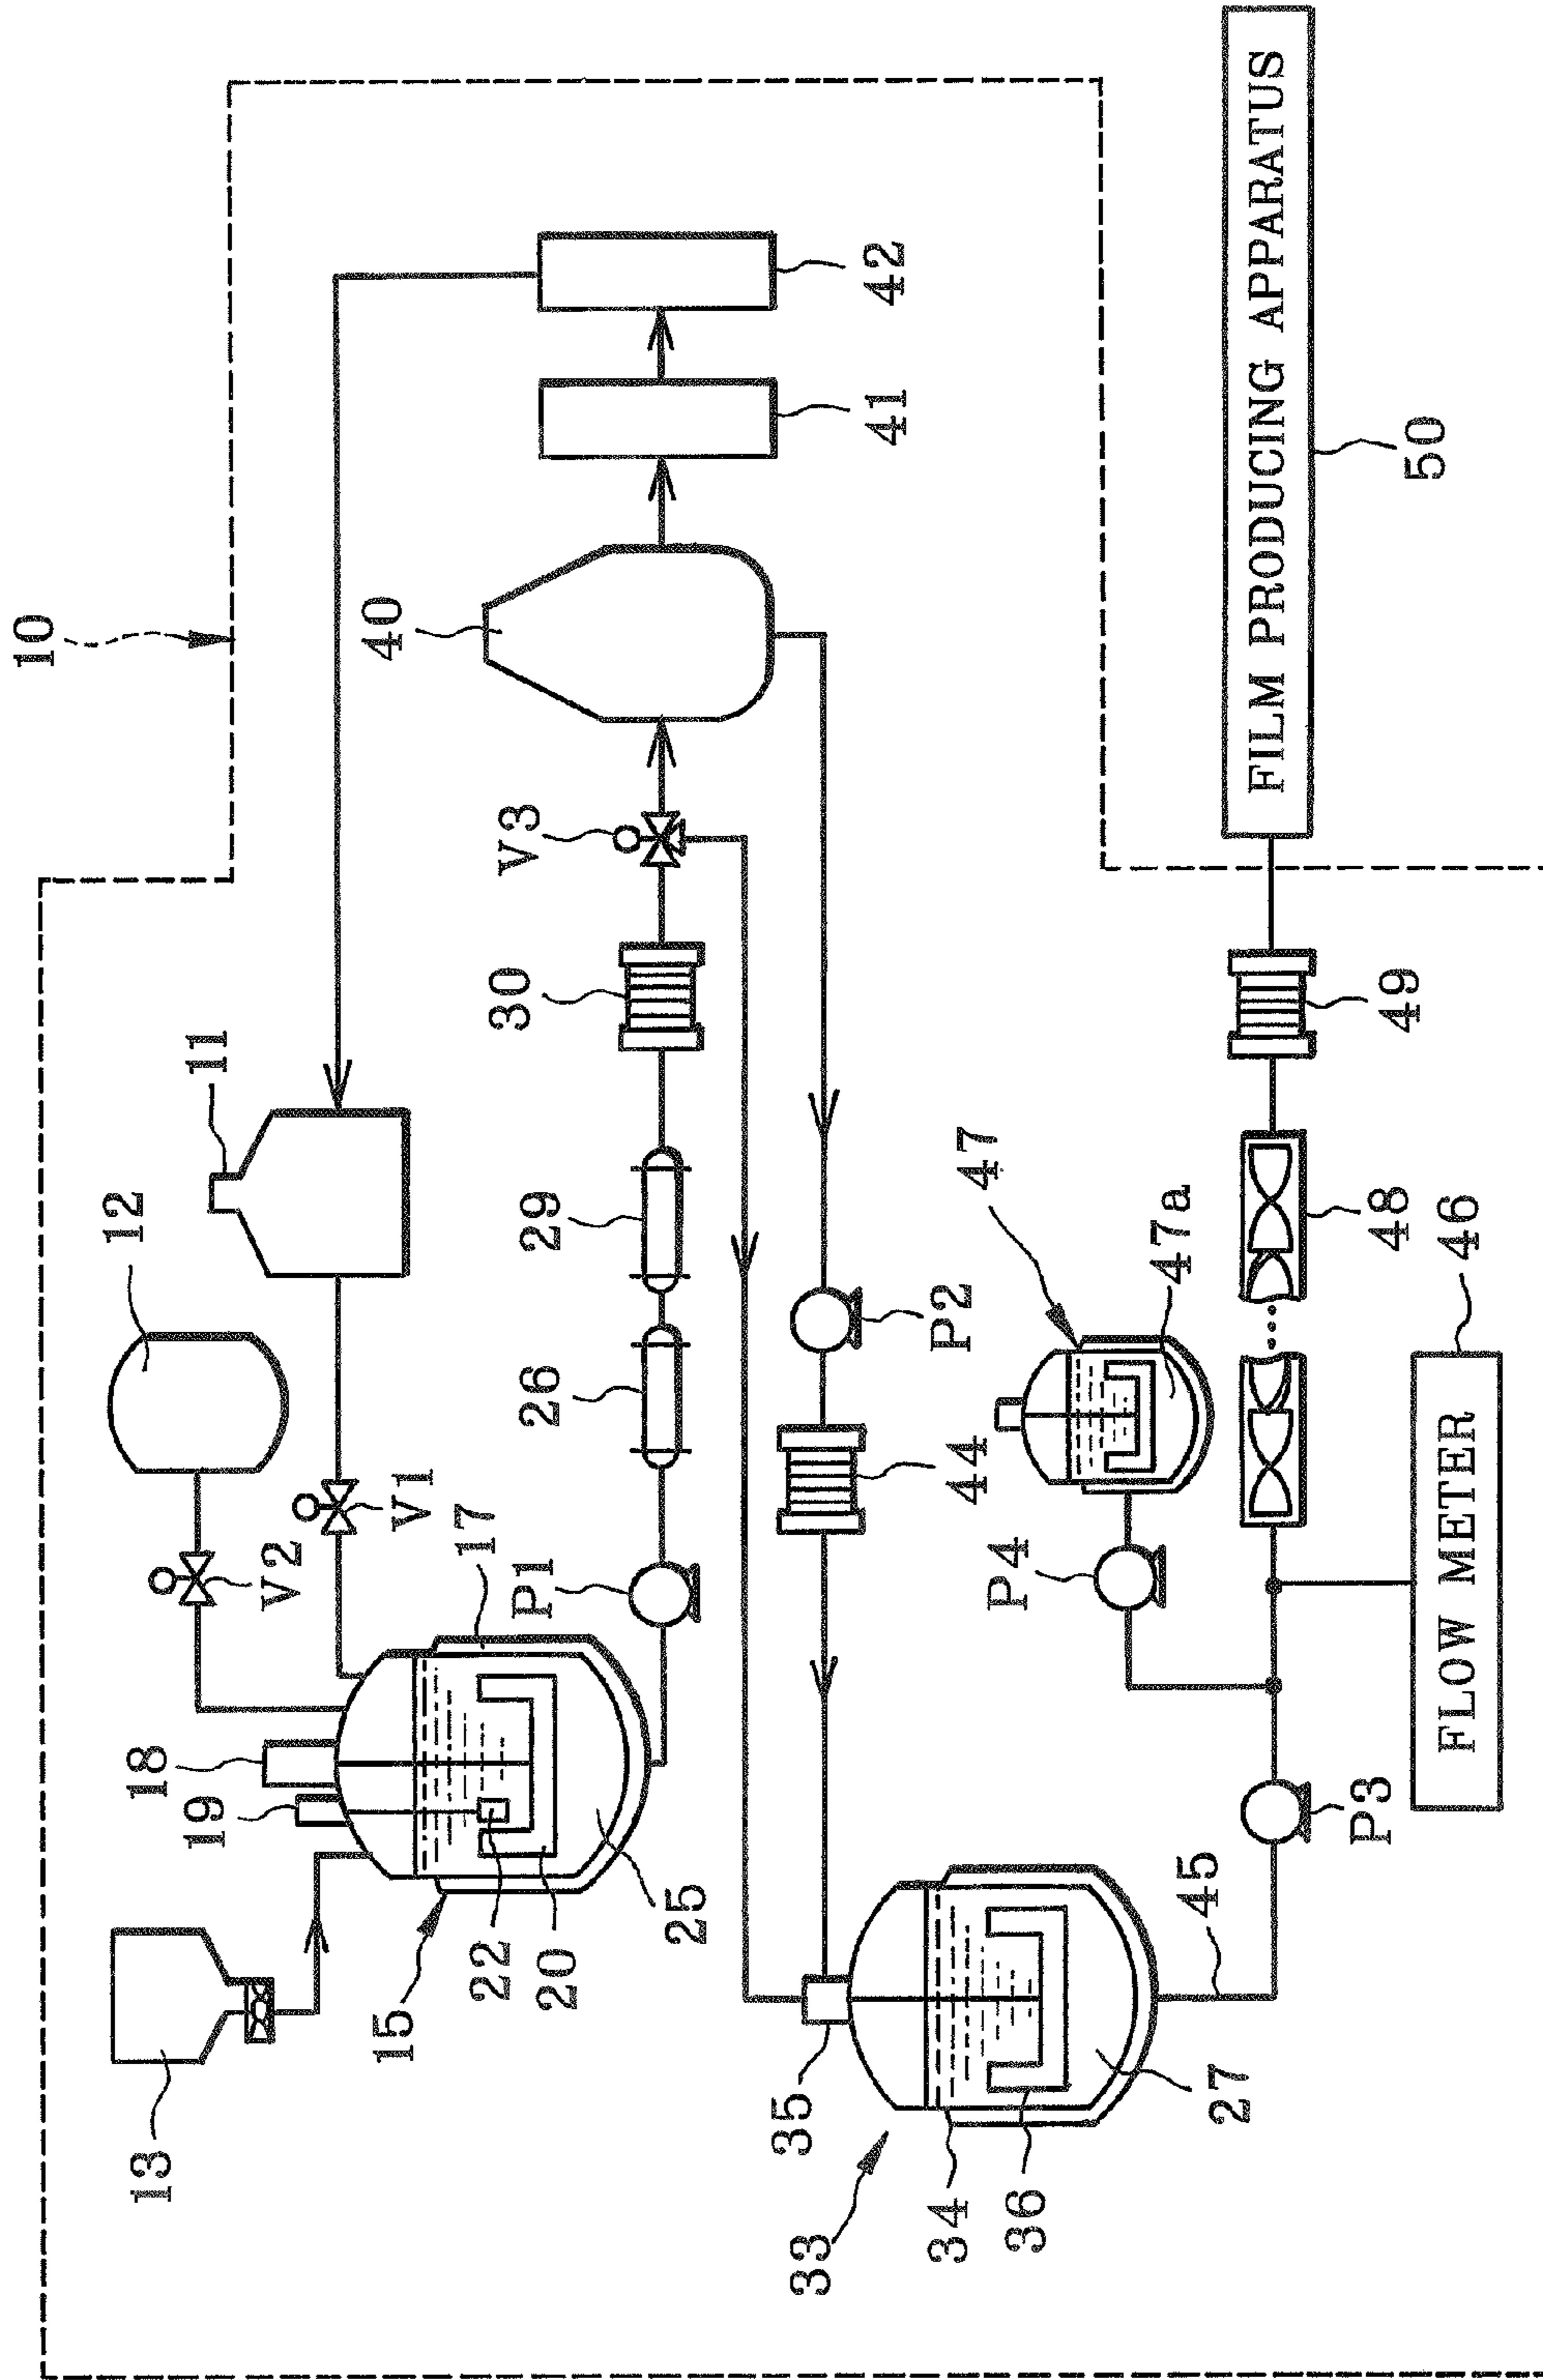 10
12
11
13
V2
V1
18
19
15
17
22
20
25
P1
26
29
30
V3
40
41
42
33
35
34
36
27
44
P2
45
P4
47
47a
P3
48
49
FLOW METER
46
FILM PRODUCING APPARATUS
50